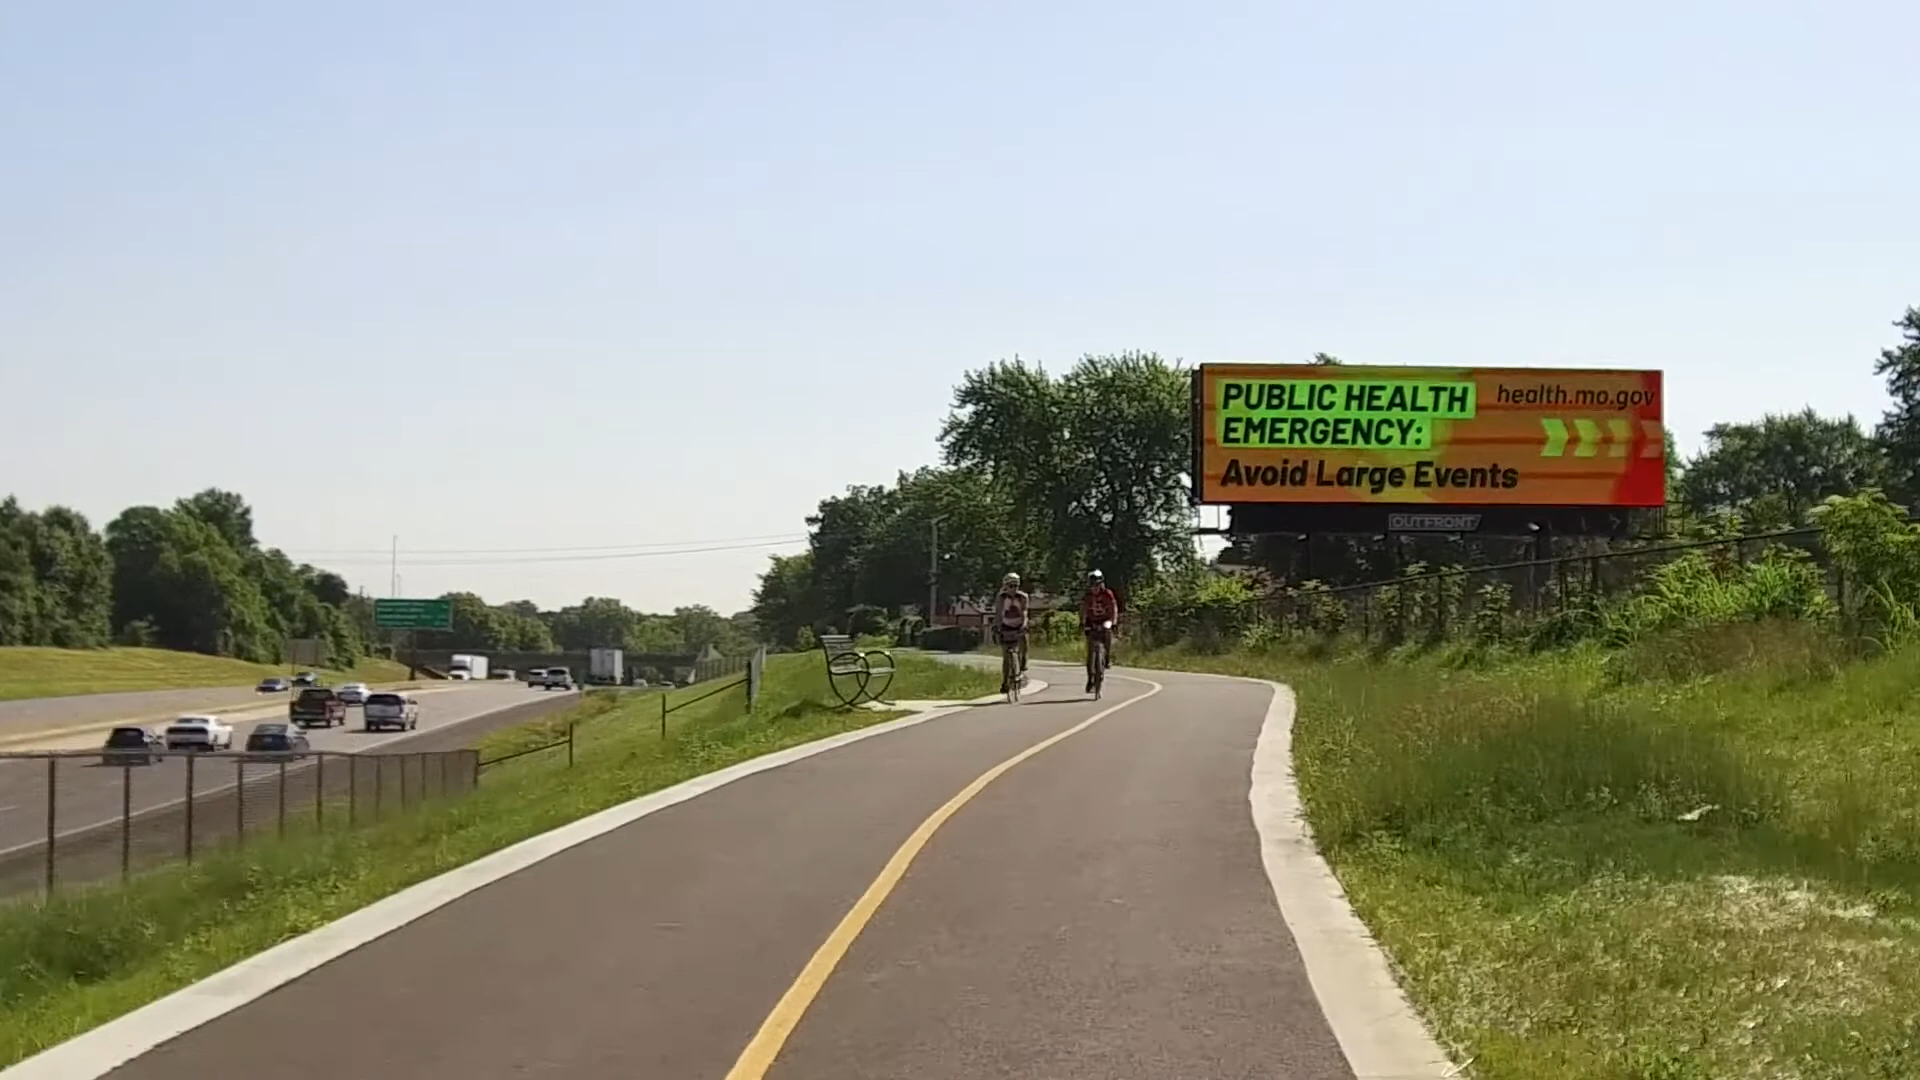 PUBLIC HEALTH
EMERGENCY:
health.mo.gov
Avoid Large Events
OUTFRONT